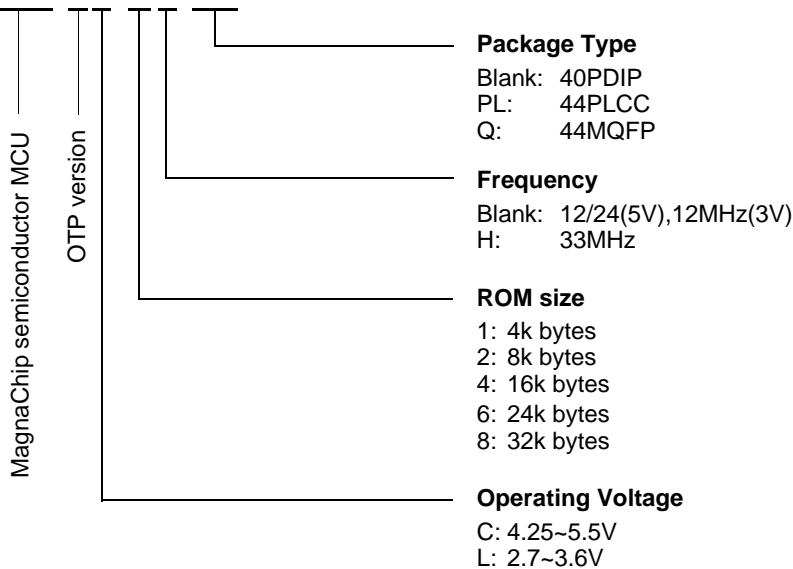 Package Type
Blank: 40PDIP
PL: 44PLCC
Q: 44MQFP
Frequency
Blank: 12/24(5V),12MHz(3V)
H: 33MHz
ROM size
1: 4k bytes
2: 8k bytes
4: 16k bytes
6: 24k bytes
8: 32k bytes
Operating Voltage
C: 4.25~5.5V
L: 2.7~3.6V
OTP version
MagnaChip semiconductor MCU